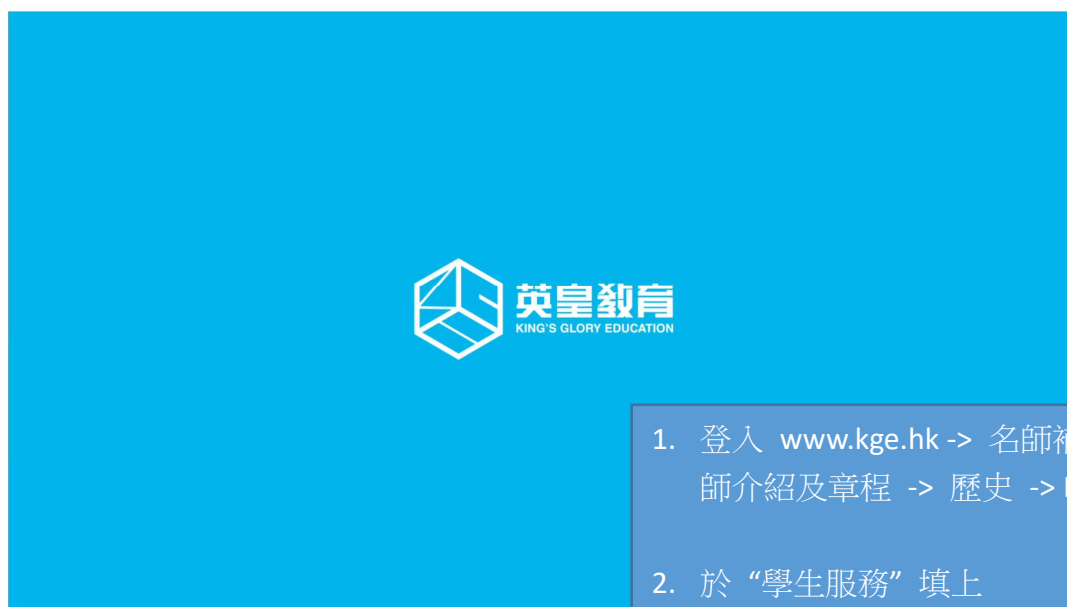 英皇教育
KING'S GLORY EDUCATION
1. 登入 www.kge.hk -> 名師
師介紹及章程 -> 歷史 ->
2. 於 “學生服務” 填上